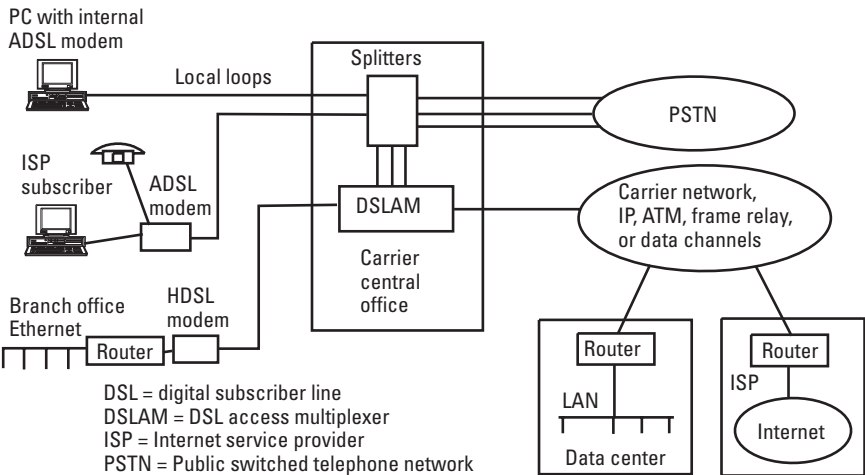 PC with internal
ADSL modem
Local loops
Splitters
PSTN
ISP
subscriber
ADSL
modem
DSLAM
Carrier network,
IP, ATM, frame relay,
or data channels
Carrier
central
office
Branch office
Ethernet
HDSL
modem
Router
Router
LAN
Data center
Router
ISP
Internet
DSL = digital subscriber line
DSLAM = DSL access multiplexer
ISP = Internet service provider
PSTN = Public switched telephone network